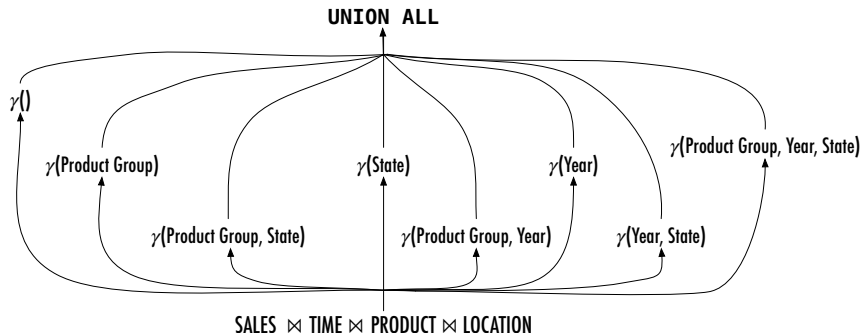 UNION ALL
γ()
γ(Product Group)
γ(State)
γ(Year)
γ(Product Group, Year, State)
γ(Product Group, State)
γ(Product Group, Year)
γ(Year, State)
SALES ⋈ TIME ⋈ PRODUCT ⋈ LOCATION